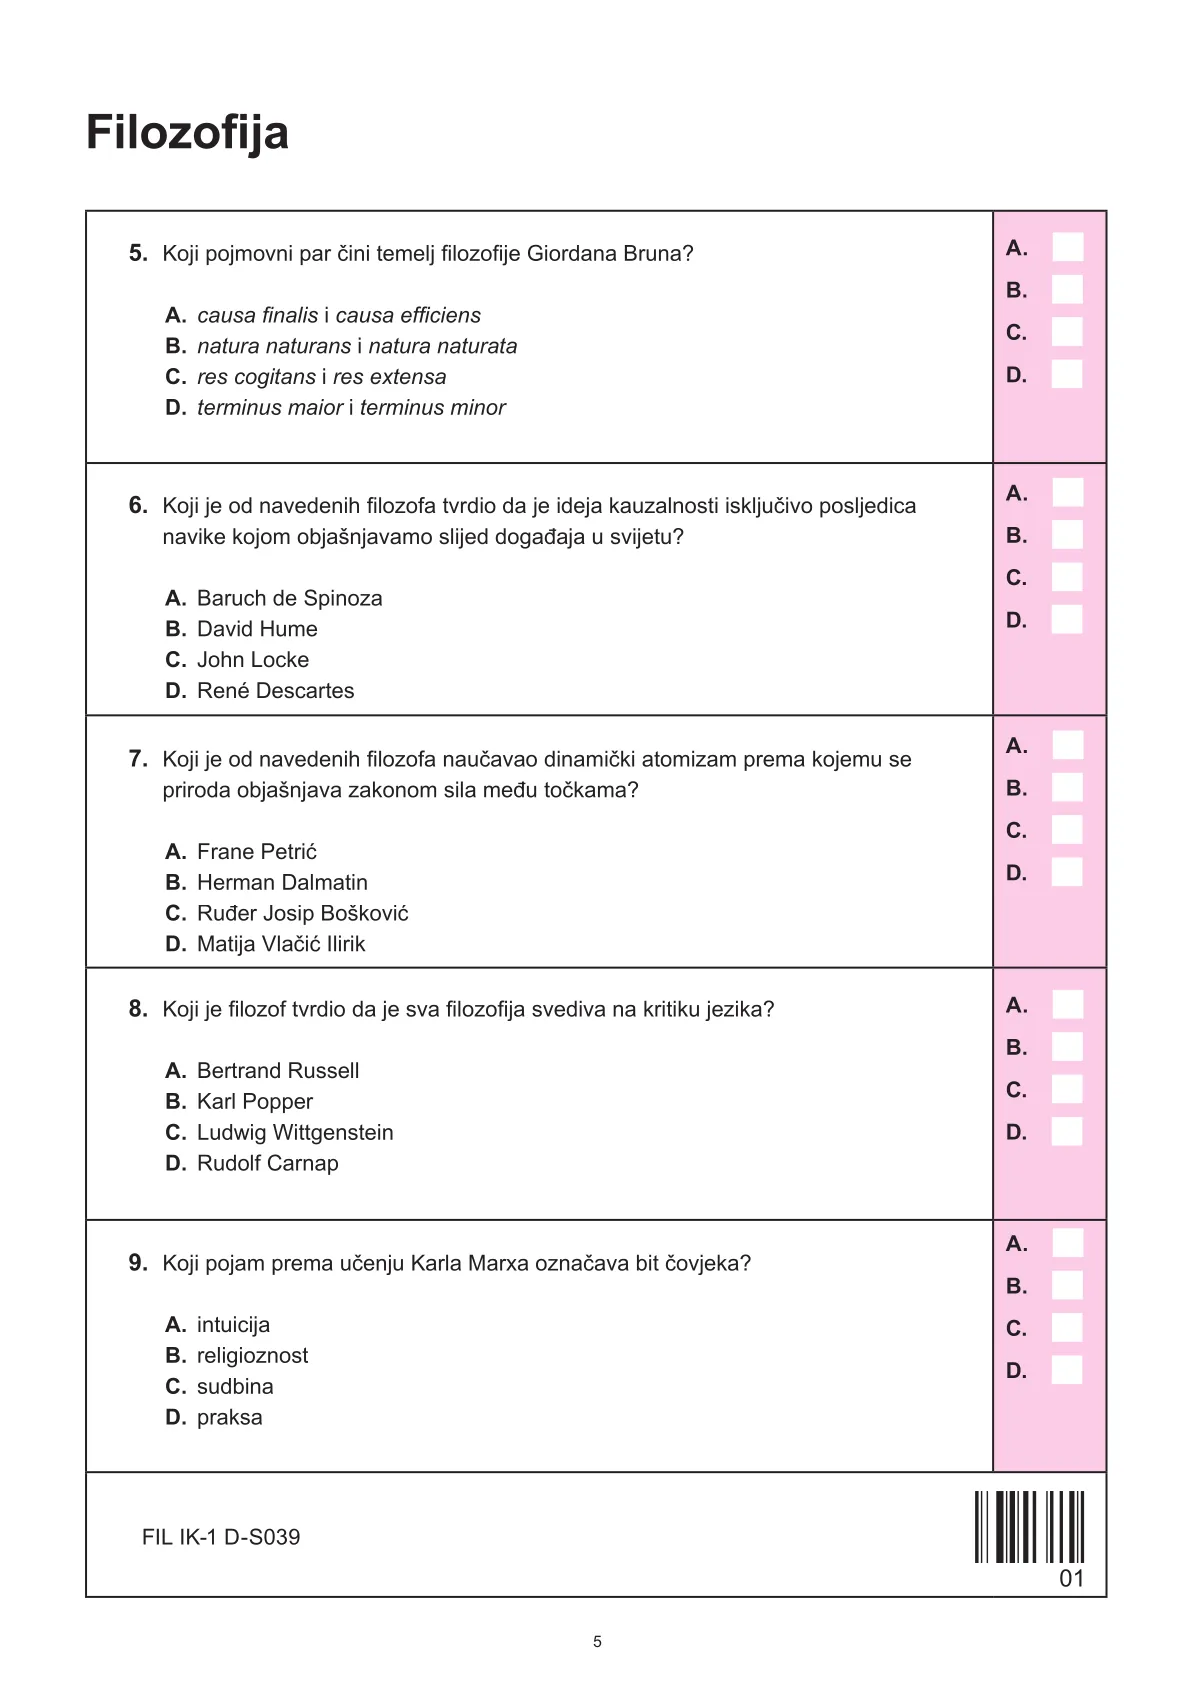 Filozofija
5. Koji pojmovni par čini temelj filozofije Giordana Bruna?
A. causa finalis i causa efficiens
B. natura naturans i natura naturata
C. res cogitans i res extensa
D. terminus maior i terminus minor
A.
B.
C.
D.
6. Koji je od navedenih filozofa tvrdio da je ideja kauzalnosti isključivo posljedica
navike kojom objašnjavamo slijed događaja u svijetu?
A. Baruch de Spinoza
B. David Hume
C. John Locke
D. René Descartes
A.
B.
C.
D.
7. Koji je od navedenih filozofa naučavao dinamički atomizam prema kojemu se
priroda objašnjava zakonom sila među točkama?
A. Frane Petrić
B. Herman Dalmatin
C. Ruđer Josip Bošković
D. Matija Vlačić Ilirik
A.
B.
C.
D.
8. Koji je filozof tvrdio da je sva filozofija svediva na kritiku jezika?
A. Bertrand Russell
B. Karl Popper
C. Ludwig Wittgenstein
D. Rudolf Carnap
A.
B.
C.
D.
9. Koji pojam prema učenju Karla Marxa označava bit čovjeka?
A. intuicija
B. religioznost
C. sudbina
D. praksa
A.
B.
C.
D.
FIL IK-1 D-S039
01
5